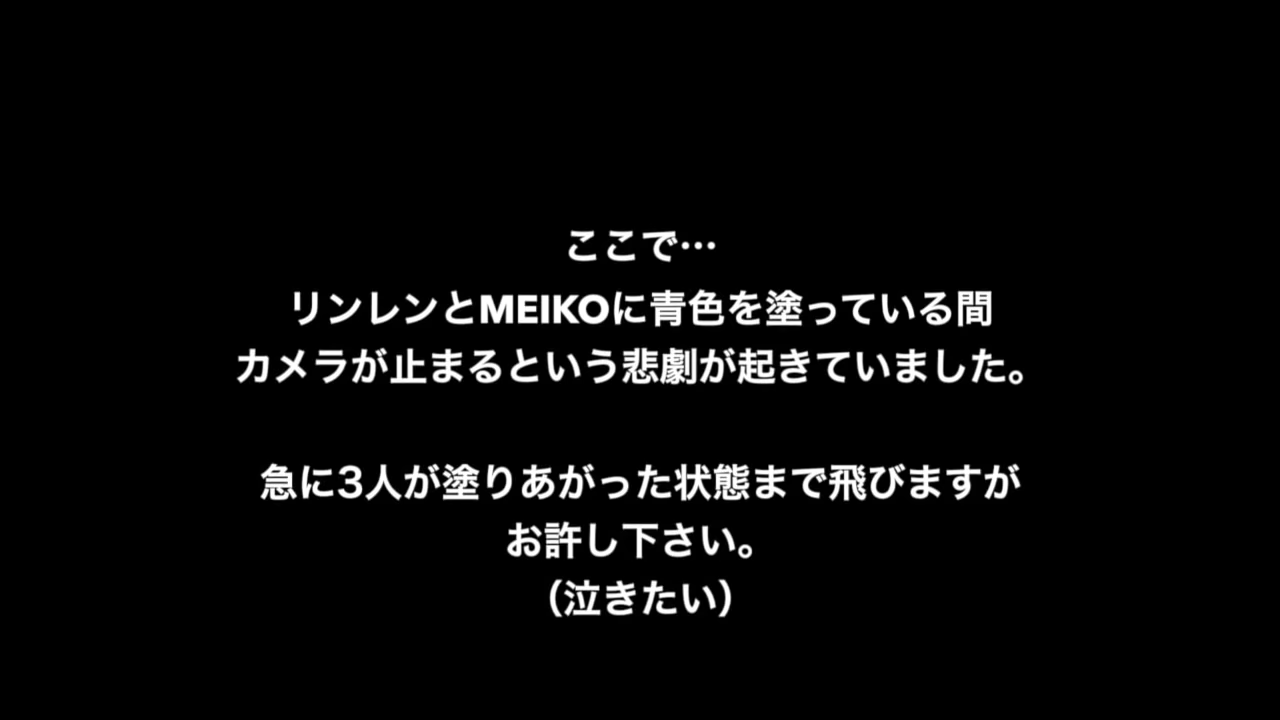 ここで…
リンレンとMEIKOに青色を塗っている間
カメラが止まるという悲劇が起きていました。
急に3人が塗りあがった状態まで飛びますが
お許し下さい。
（泣きたい）